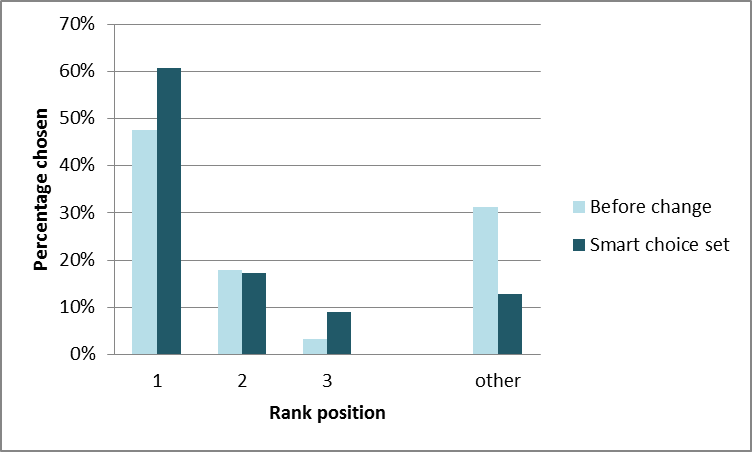 70%
60%
50%
40%
30%
20%
10%
0%
Percentage chosen
1 2 3 other
Rank position
Before change
Smart choice set